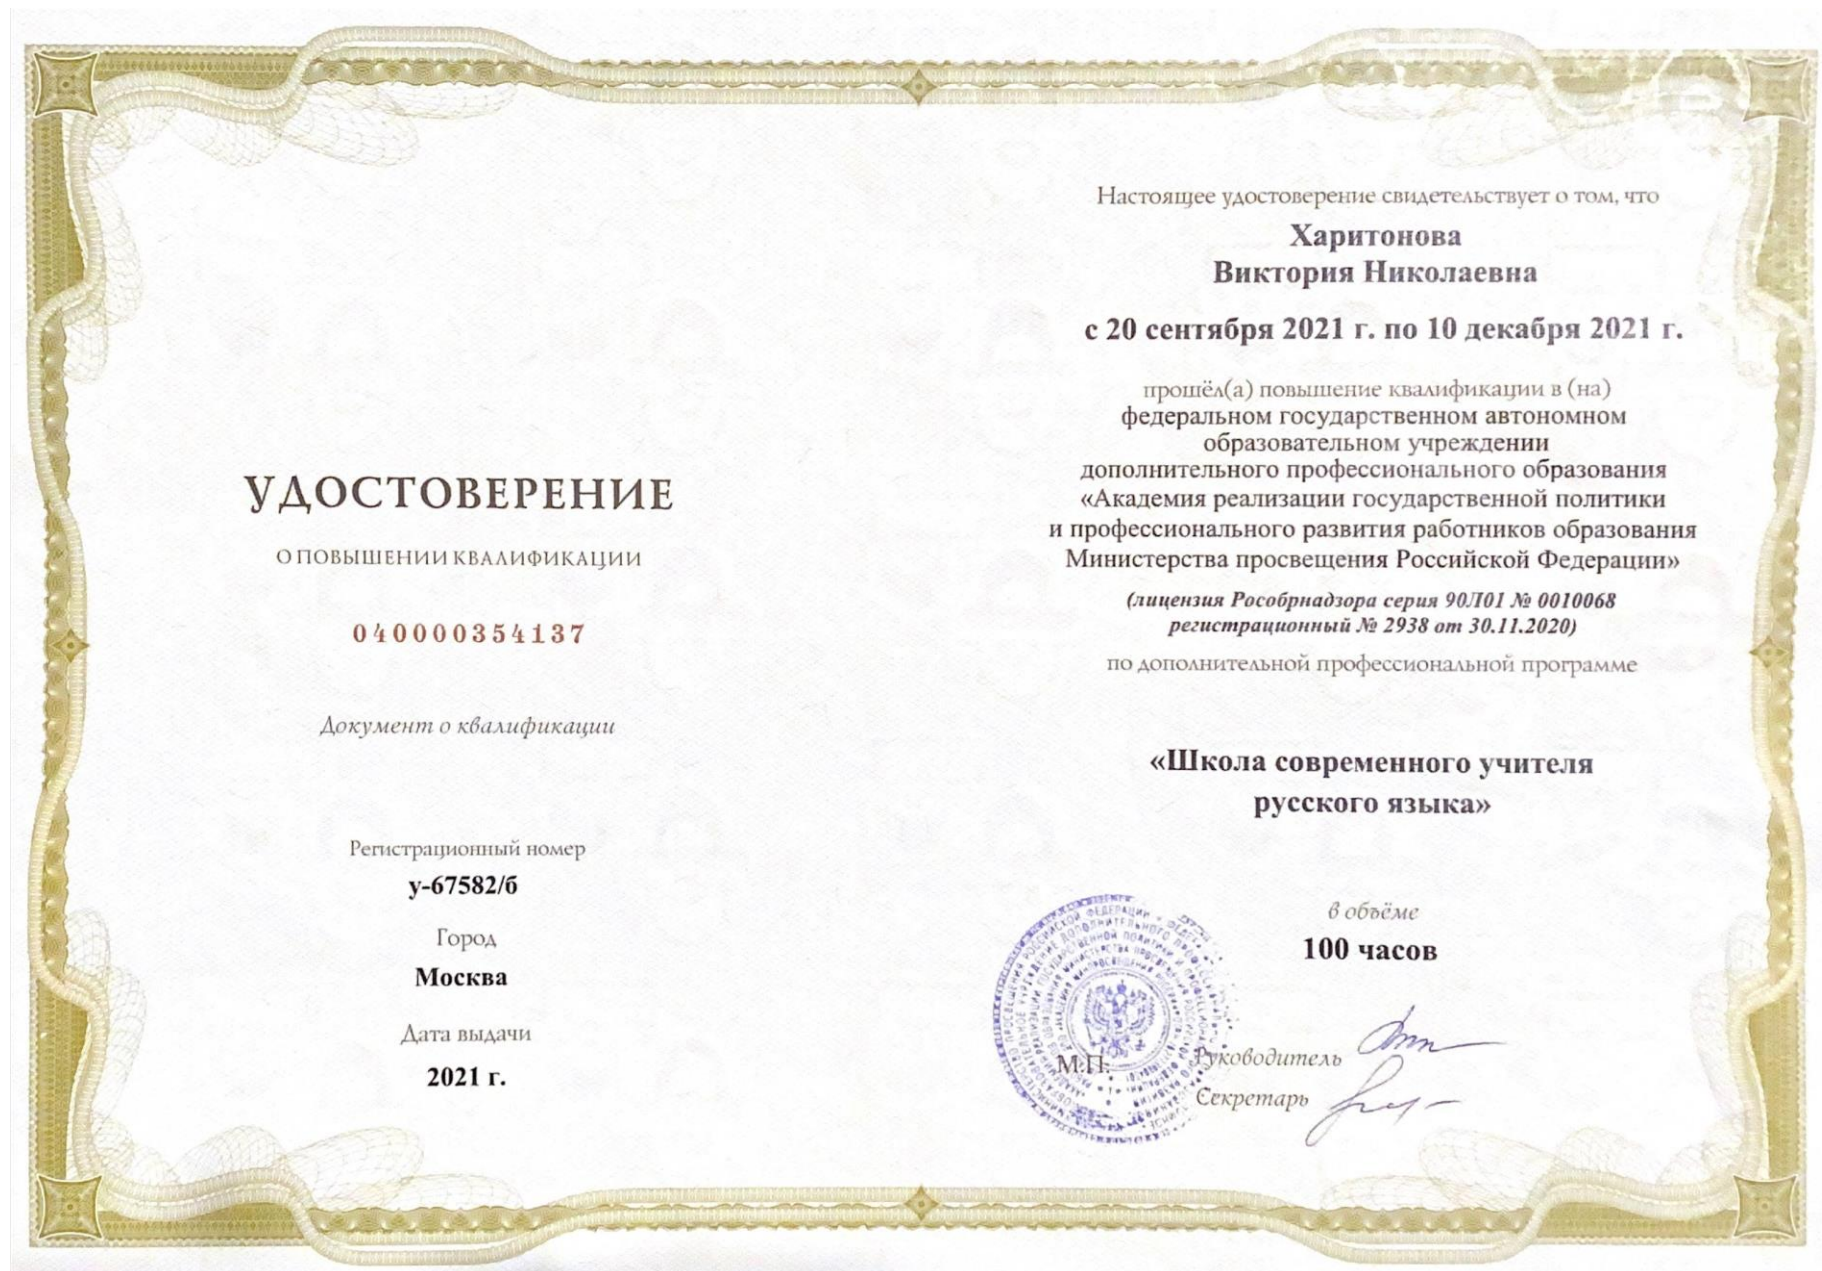 УДОСТОВЕРЕНИЕ
О ПОВЫШЕНИИ КВАЛИФИКАЦИИ
040000354137
Документ о квалификации
Регистрационный номер
у-67582/б
Город
Москва
Дата выдачи
2021 г.
Настоящее удостоверение свидетельствует о том, что
Харитонова
Виктория Николаевна
с 20 сентября 2021 г. по 10 декабря 2021 г.
прошёл(а) повышение квалификации в (на)
федеральном государственном автономном
образовательном учреждении
дополнительного профессионального образования
«Академия реализации государственной политики
и профессионального развития работников образования
Министерства просвещения Российской Федерации»
(лицензия Рособрнадзора серия 90Л01 № 0010068
регистрационный № 2938 от 30.11.2020)
по дополнительной профессиональной программе
«Школа современного учителя
русского языка»
в объёме
100 часов
М.П.
Руководитель
Секретарь